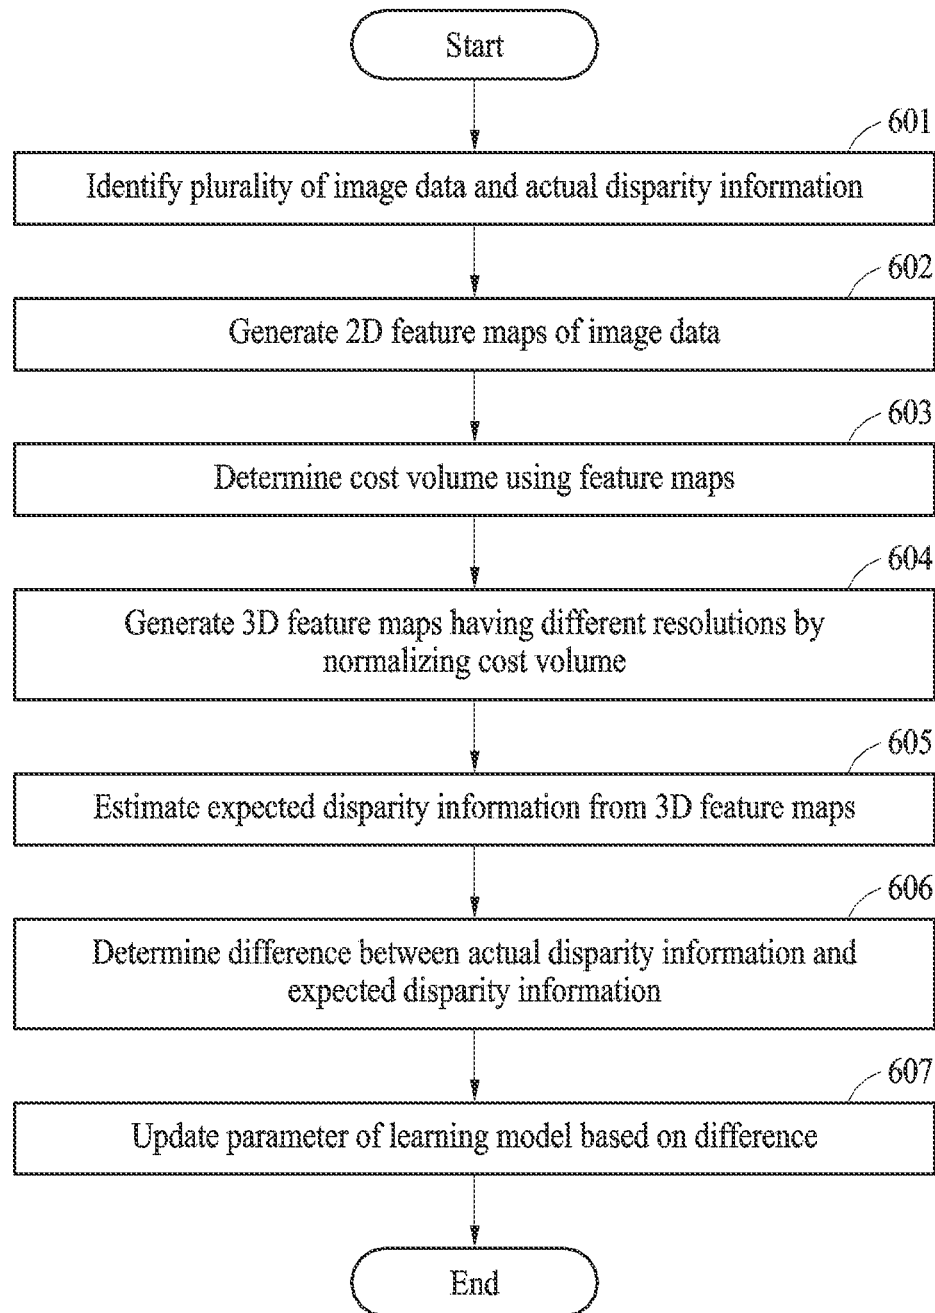 Start
601
Identify plurality of image data and actual disparity information
602
Generate 2D feature maps of image data
603
Determine cost volume using feature maps
604
Generate 3D feature maps having different resolutions by
normalizing cost volume
605
Estimate expected disparity information from 3D feature maps
606
Determine difference between actual disparity information and
expected disparity information
607
Update parameter of learning model based on difference
End